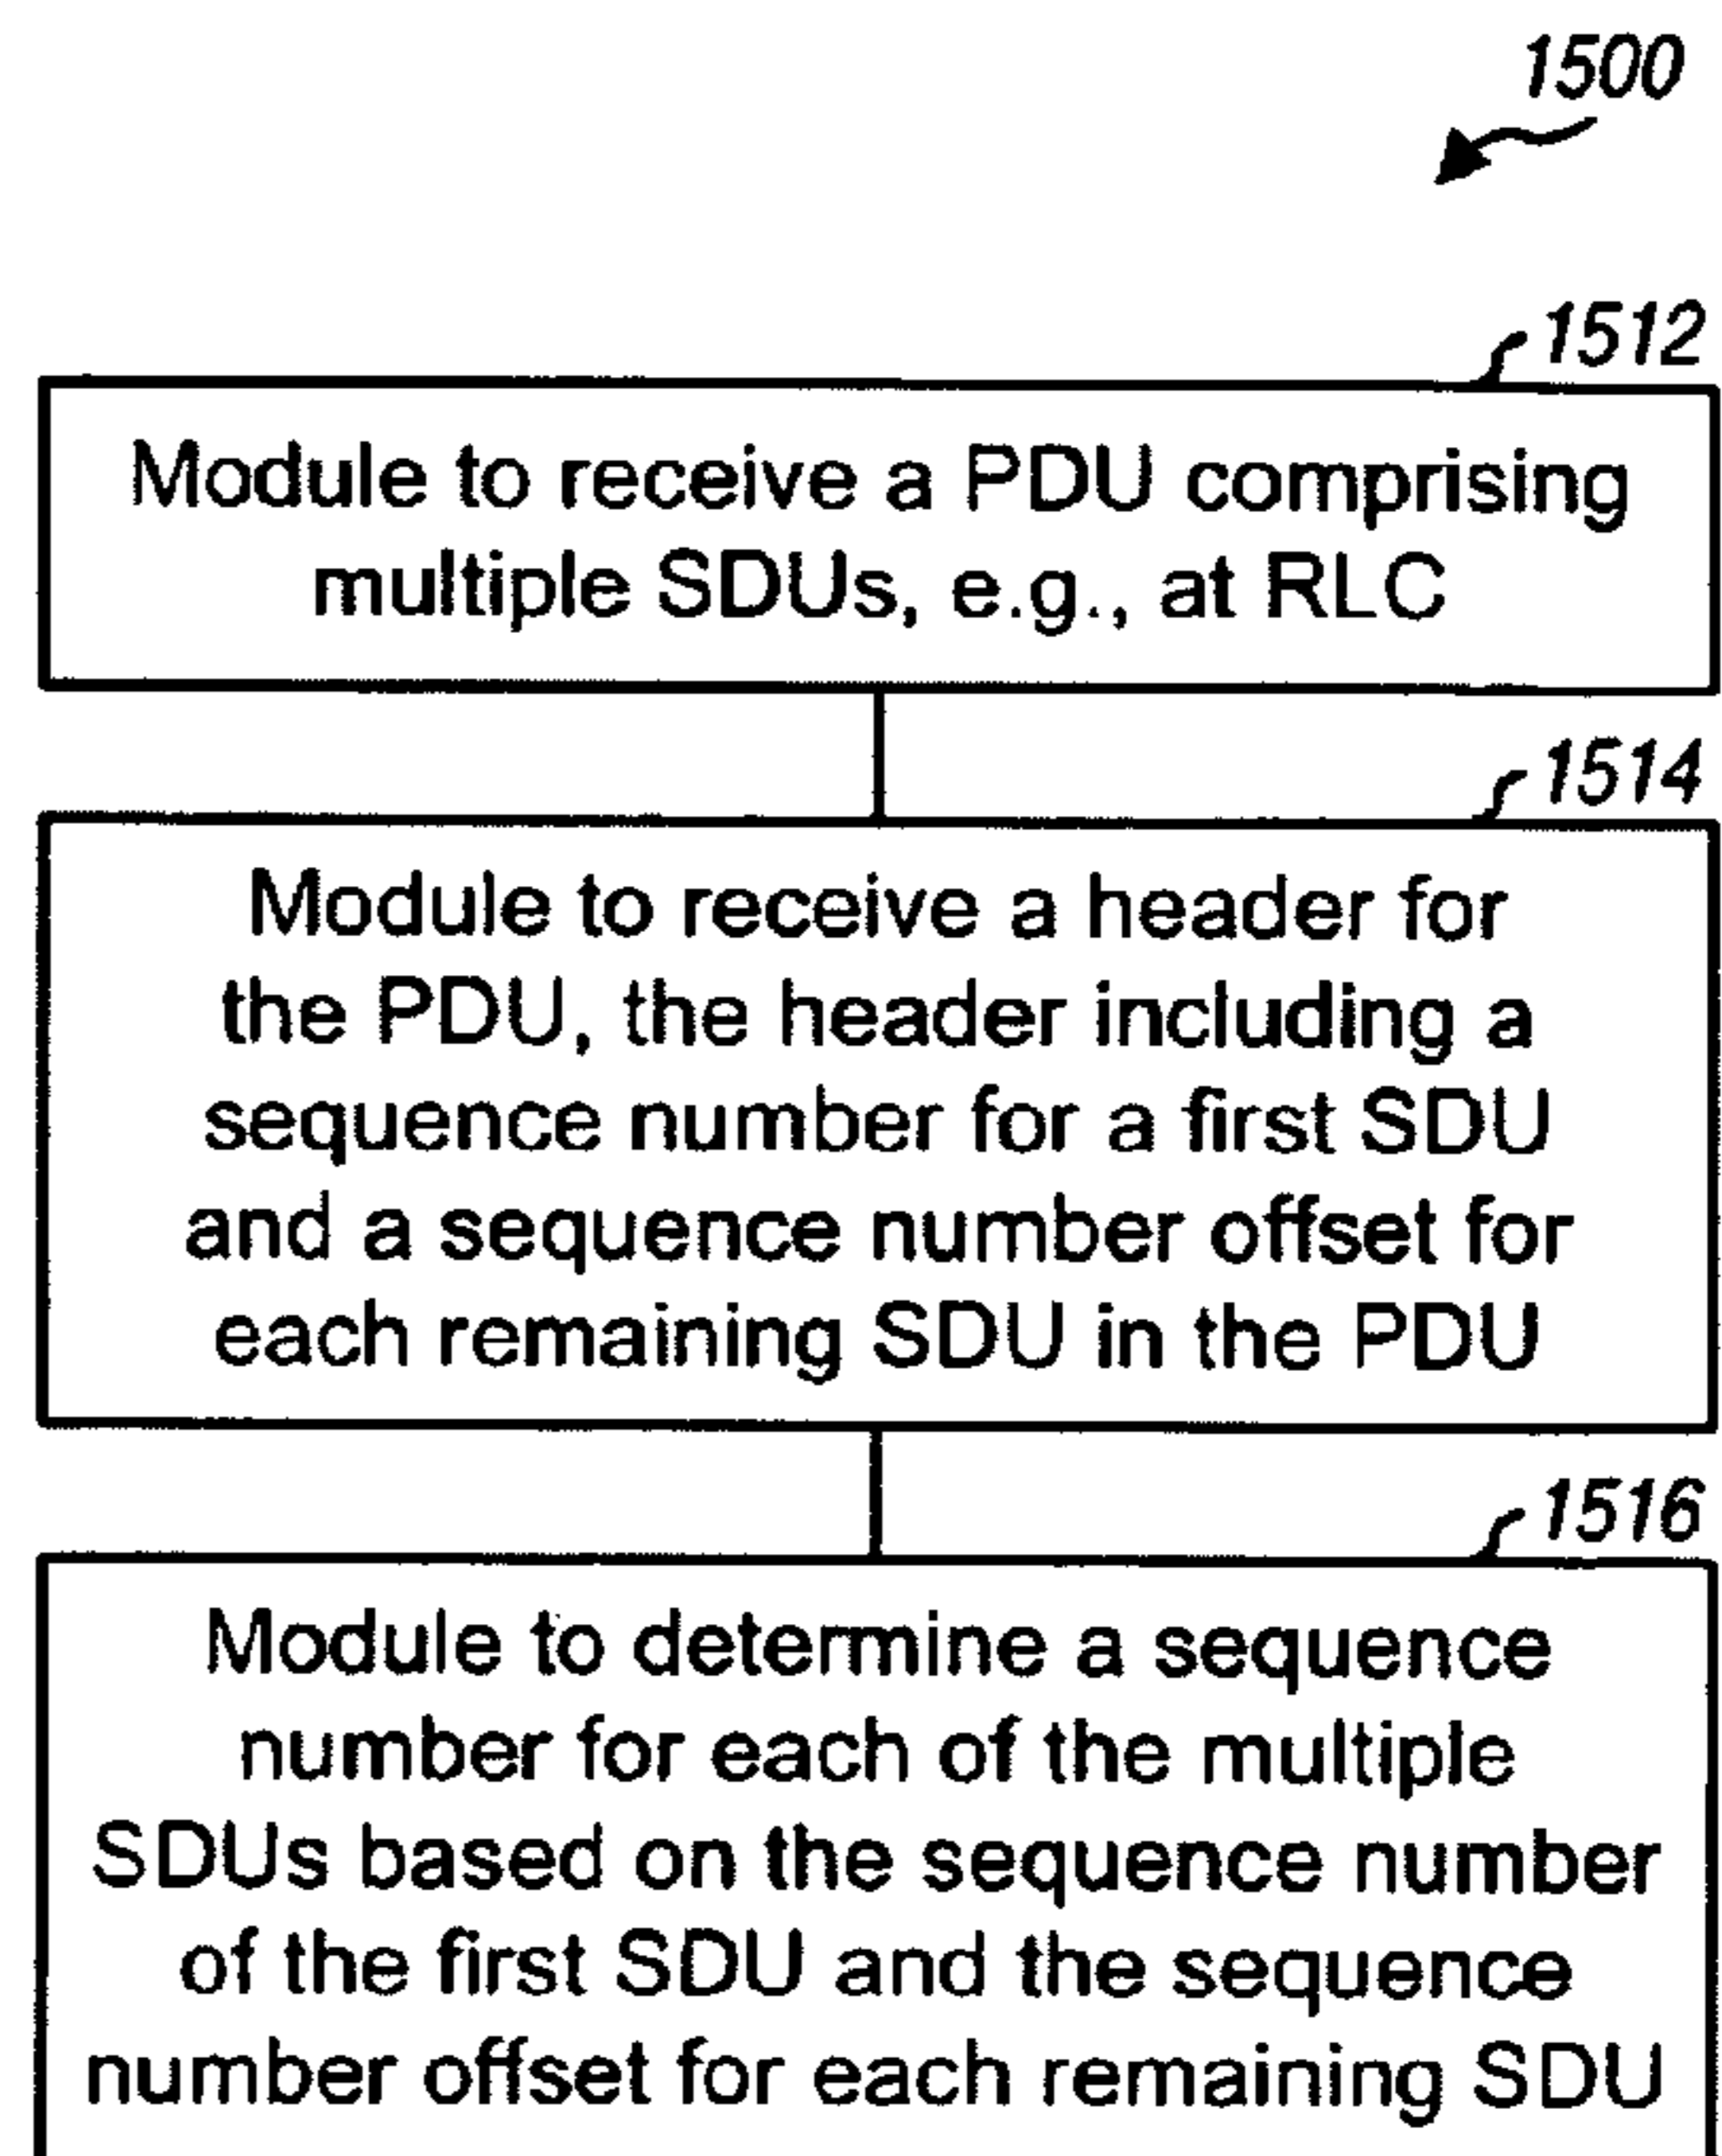 1500
1512
Module to receive a PDU comprising
multiple SDUs, e.g., at RLC
1514
Module to receive a header for
the PDU, the header including a
sequence number for a first SDU
and a sequence number offset for
each remaining SDU in the PDU
1516
Module to determine a sequence
number for each of the multiple
SDUs based on the sequence number
of the first SDU and the sequence
number offset for each remaining SDU